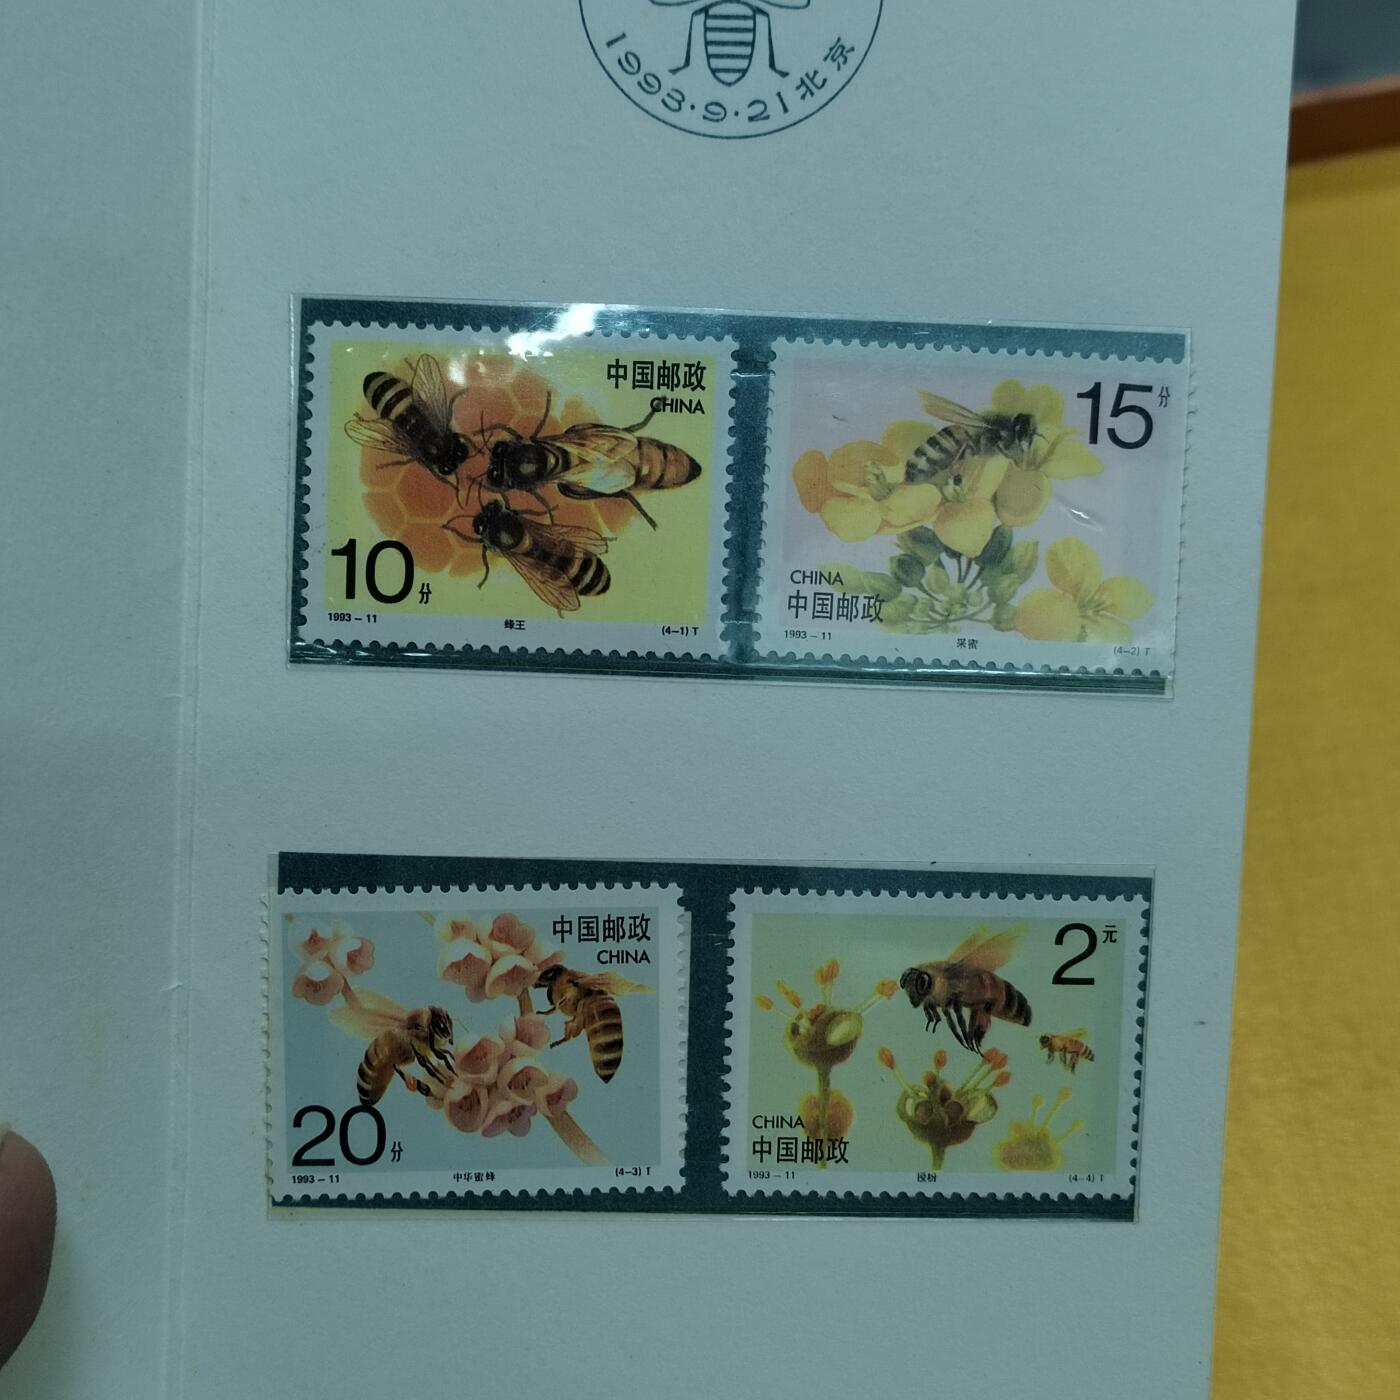 1993·9·21北京
中国邮政
CHINA
10分
1993－11
蜂王
(4—1) T
15分
CHINA
中国邮政
1993－11
采蜜
(4—2) T
中国邮政
CHINA
20分
1993－11
中华蜜蜂
(4—3) T
2元
CHINA
中国邮政
1993－11
授粉
(4—4) T